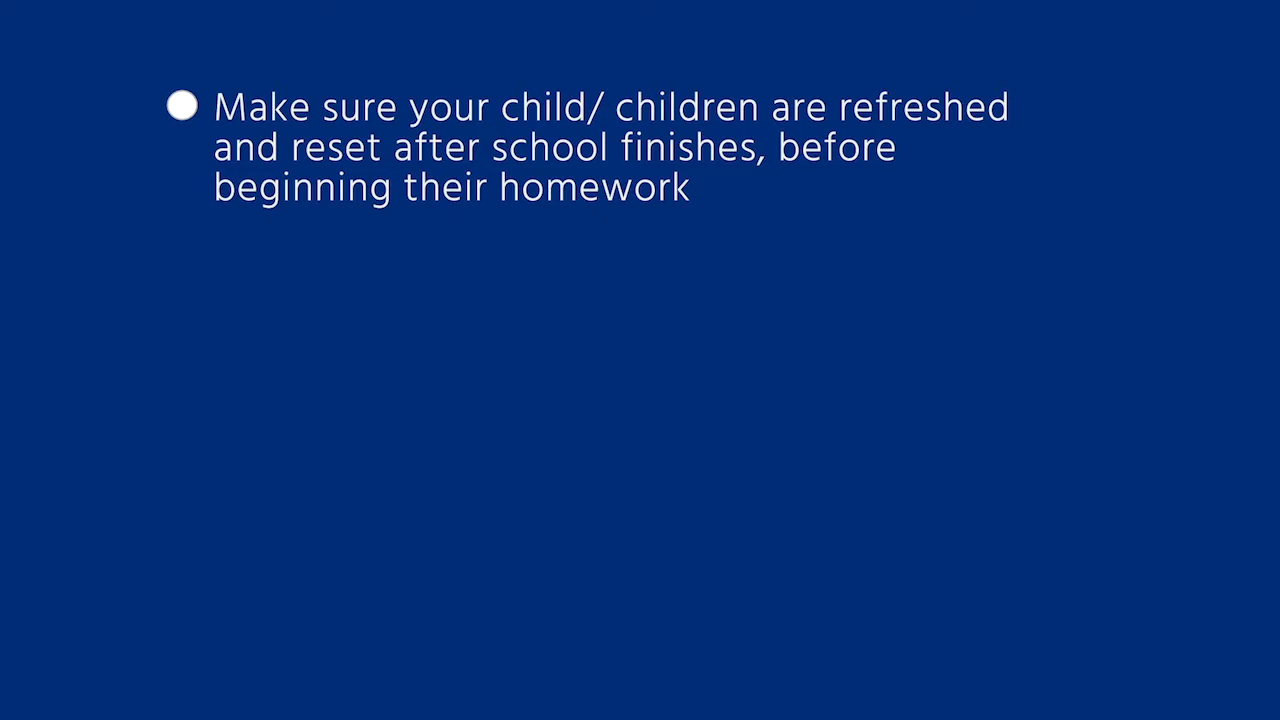 Make sure your child/ children are refreshed
and reset after school finishes, before
beginning their homework